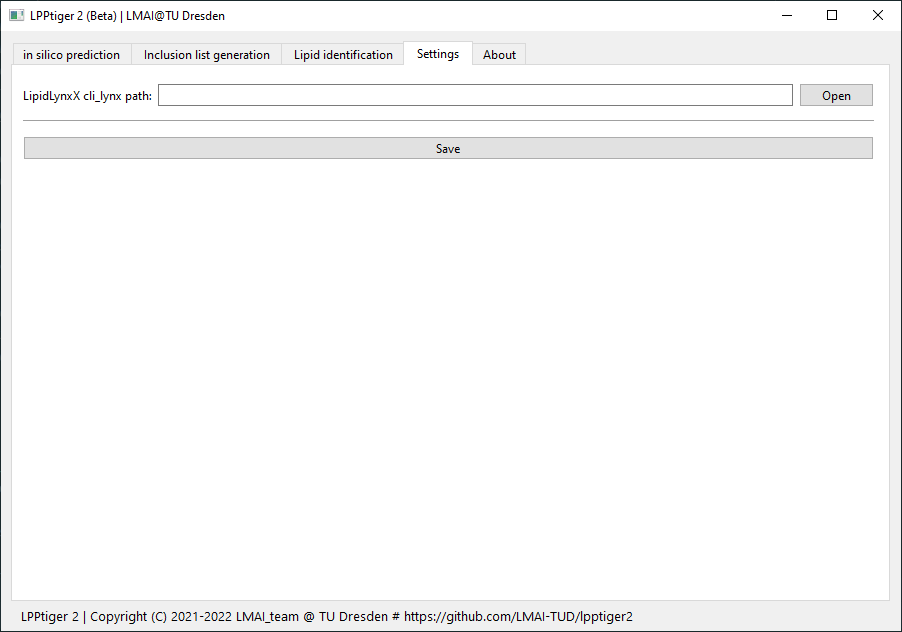 LPPtiger 2 (Beta) | LMAI@TU Dresden
in silico prediction Inclusion list generation Lipid identification Settings About
LipidLynxX cli_lynx path: Open
Save
LPPtiger 2 | Copyright (C) 2021-2022 LMAI_team @ TU Dresden # https://github.com/LMAI-TUD/lpptiger2